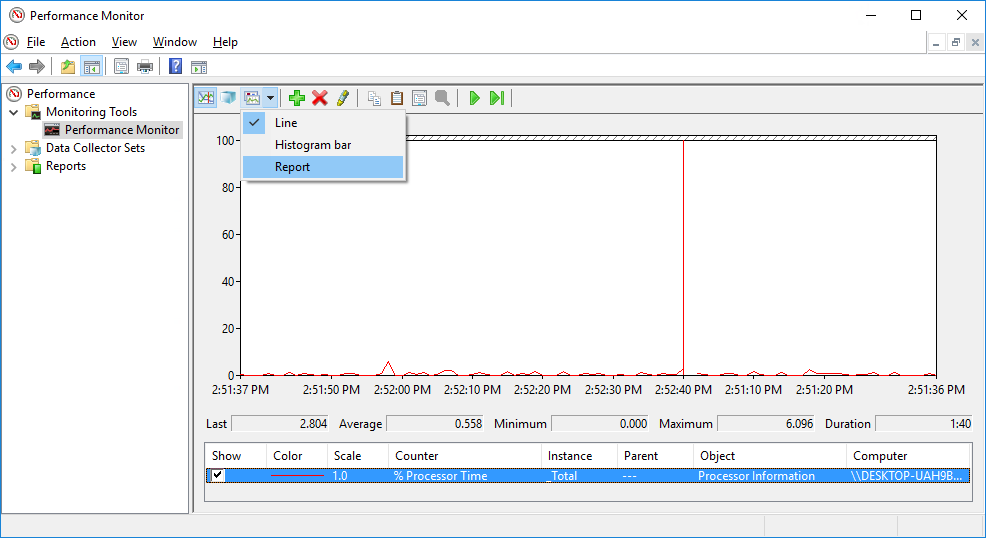 Performance Monitor
File Action View Window Help
Performance
Monitoring Tools
Performance Monitor
Data Collector Sets
Reports
Line
Histogram bar
Report
100
80
60
40
20
0
2:51:37 PM 2:51:50 PM 2:52:00 PM 2:52:10 PM 2:52:20 PM 2:52:30 PM 2:52:40 PM 2:51:10 PM 2:51:20 PM 2:51:36 PM
Last 2.804 Average 0.558 Minimum 0.000 Maximum 6.096 Duration 1:40
Show Color Scale Counter Instance Parent Object Computer
1.0 % Processor Time _Total --- Processor Information \\DESKTOP-UAH9B...